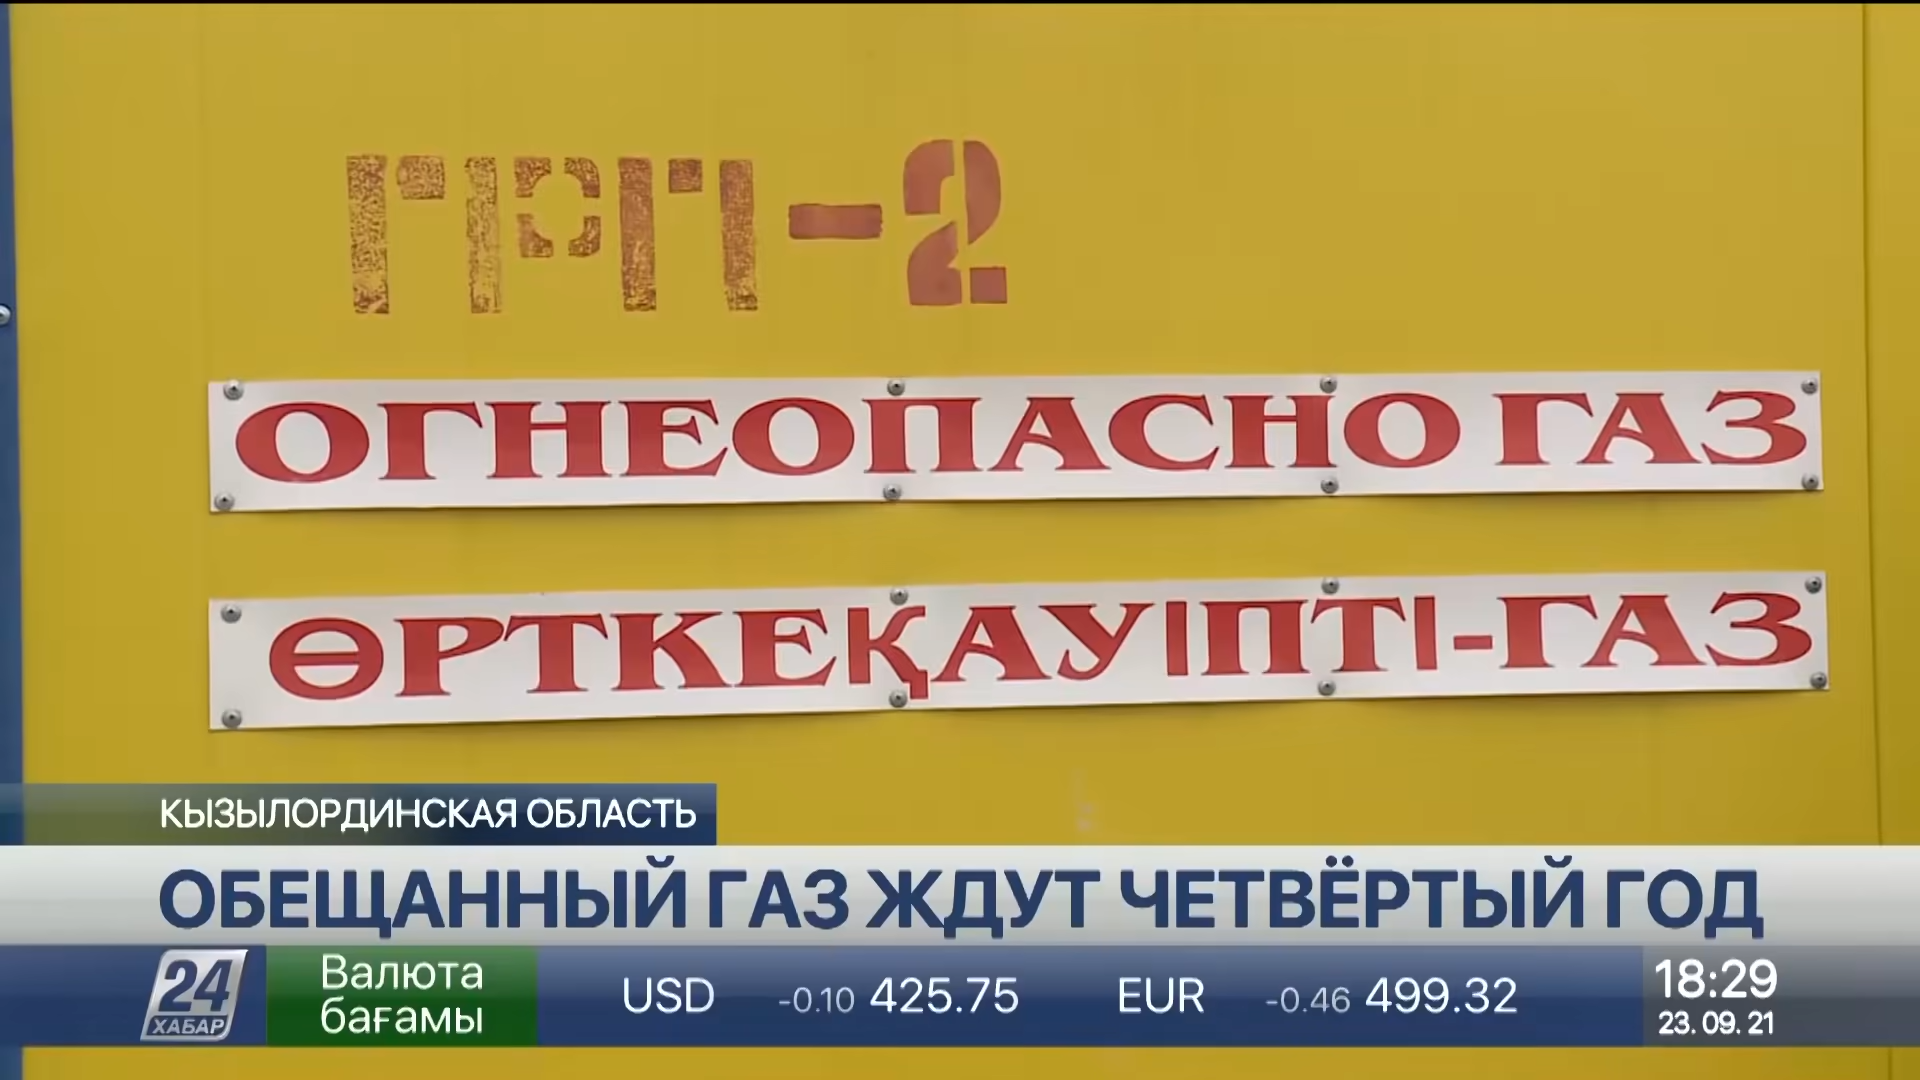 ГРП-2
ОГНЕОПАСНО ГАЗ
ӨРТКЕҚАУІПТІ-ГАЗ
КЫЗЫЛОРДИНСКАЯ ОБЛАСТЬ
ОБЕЩАННЫЙ ГАЗ ЖДУТ ЧЕТВЁРТЫЙ ГОД
24 ХАБАР
Валюта бағамы
USD -0.10 425.75 EUR -0.46 499.32
18:29
23. 09. 21